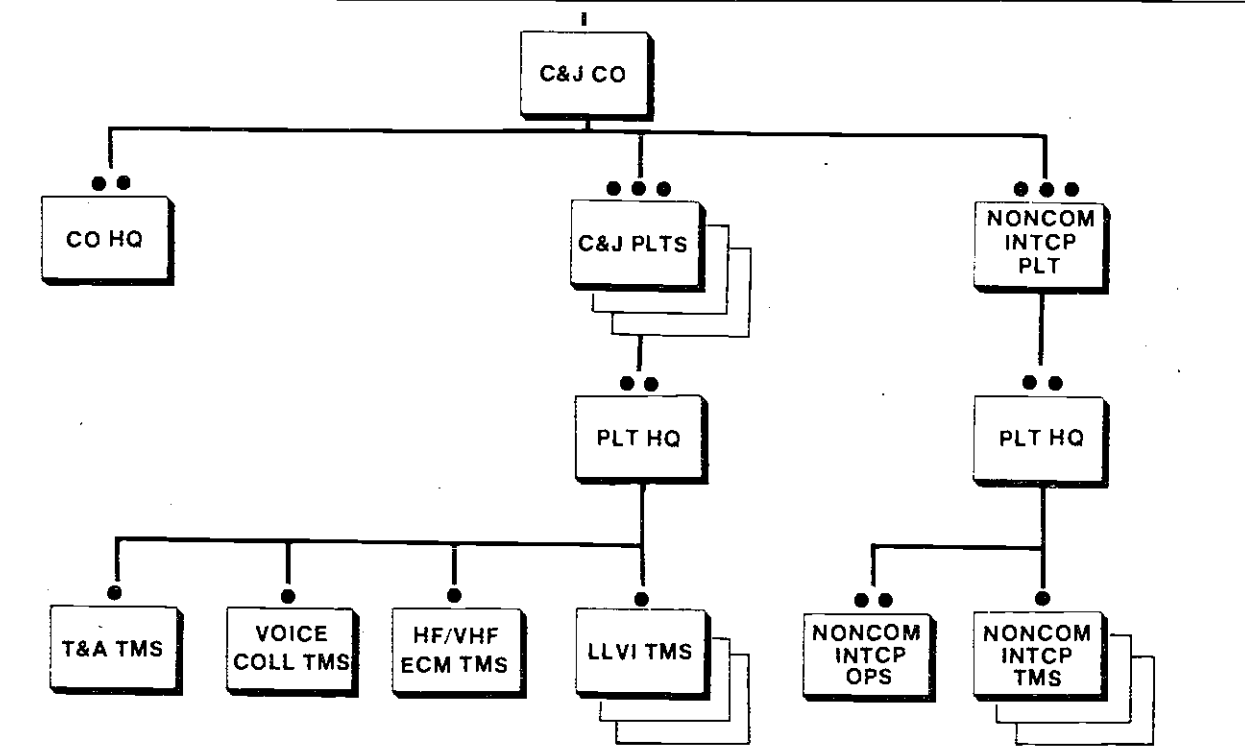 C&J CO
CO HQ
C&J PLTS
NONCOM
INTCP
PLT
PLT HQ
PLT HQ
T&A TMS
VOICE
COLL TMS
HF/VHF
ECM TMS
LLVI TMS
NONCOM
INTCP
OPS
NONCOM
INTCP
TMS